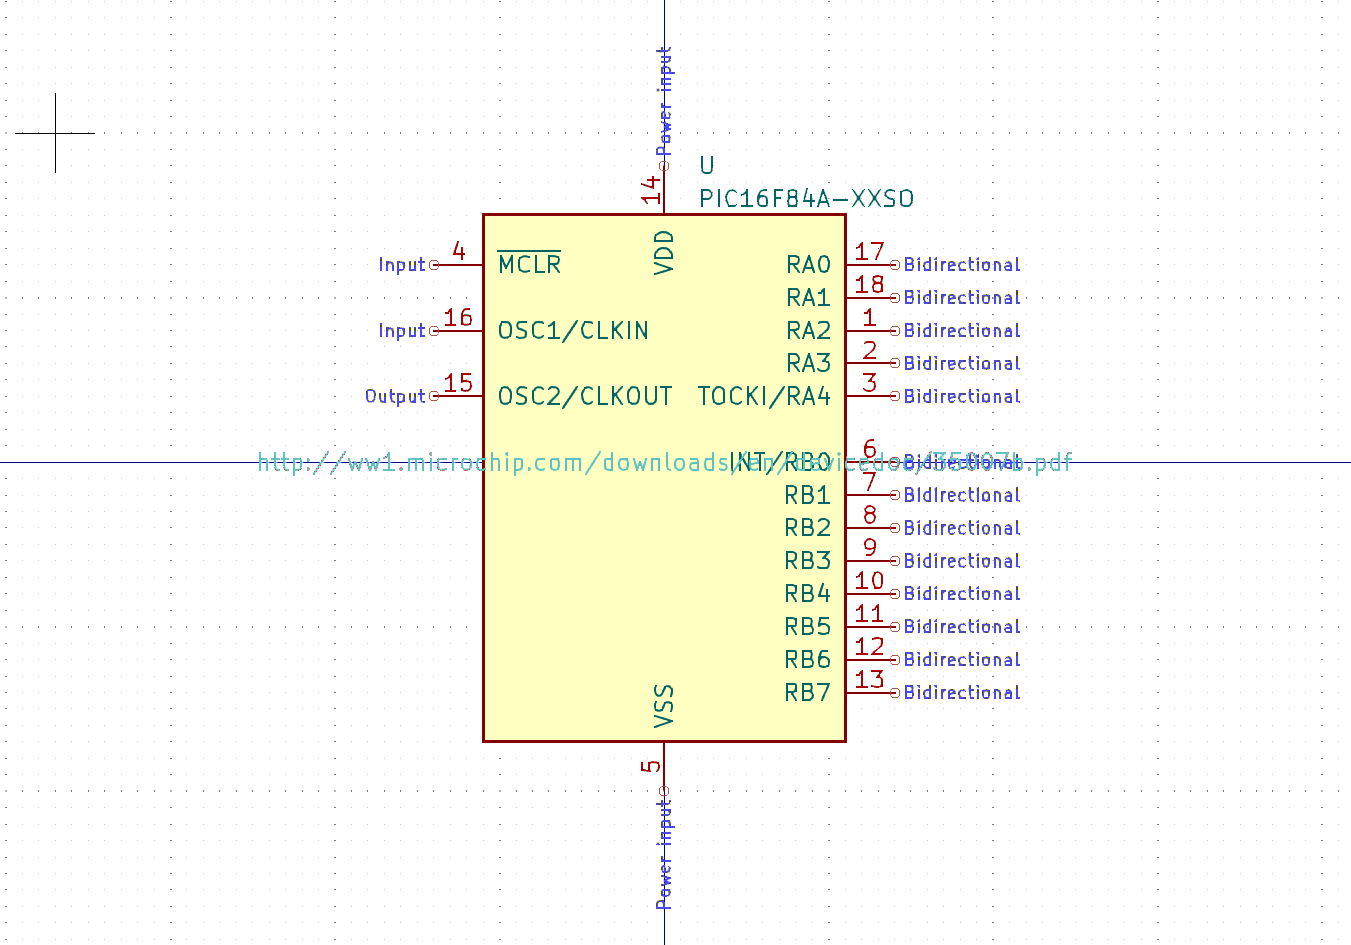 Power input
14
U
PIC16F84A-XXSO
VDD
Input 4 MCLR
RA0 17 Bidirectional
RA1 18 Bidirectional
Input 16 OSC1/CLKIN
RA2 1 Bidirectional
RA3 2 Bidirectional
Output 15 OSC2/CLKOUT
TOCKI/RA4 3 Bidirectional
http://ww1.microchip.com/downloads/en/devicedoc/35007b.pdf
INT/RB0 6 Bidirectional
RB1 7 Bidirectional
RB2 8 Bidirectional
RB3 9 Bidirectional
RB4 10 Bidirectional
RB5 11 Bidirectional
RB6 12 Bidirectional
RB7 13 Bidirectional
VSS
5
Power input